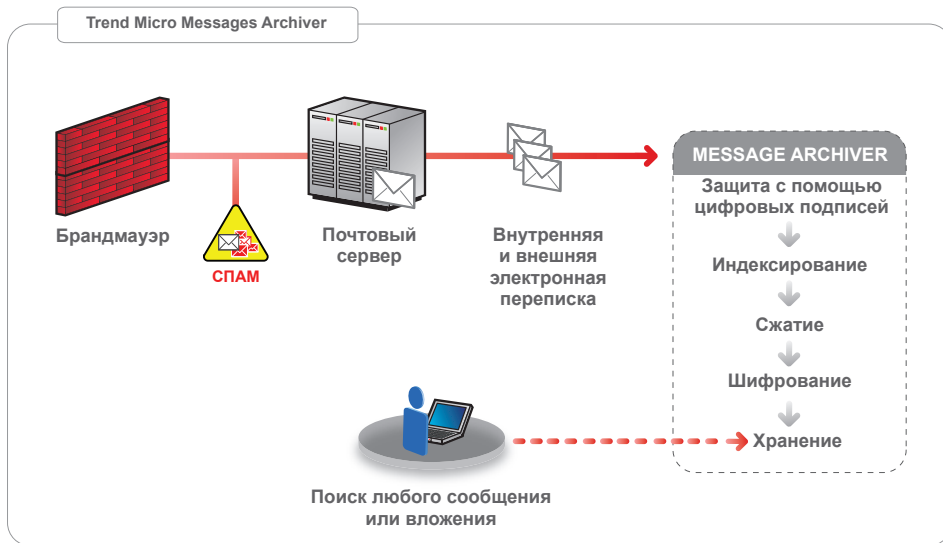 Trend Micro Messages Archiver
Брандмауэр
СПАМ
Почтовый
сервер
Внутренняя
и внешняя
электронная
переписка
MESSAGE ARCHIVER
Защита с помощью
цифровых подписей
Индексирование
Сжатие
Шифрование
Хранение
Поиск любого сообщения
или вложения